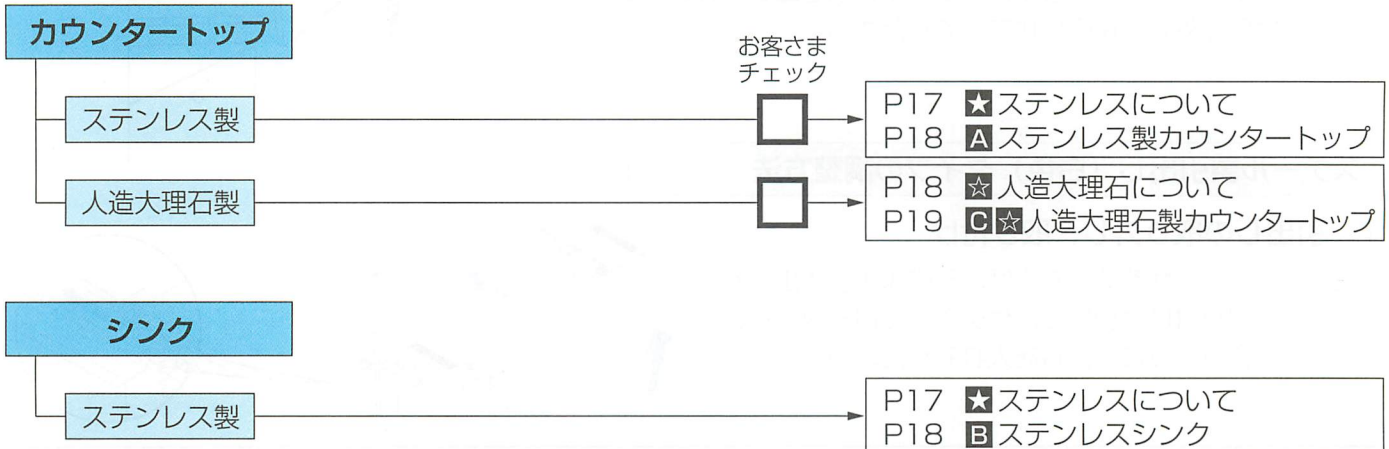 カウンタートップ
お客さま
チェック
ステンレス製
P17 ★ステンレスについて
P18 Aステンレス製カウンタートップ
人造大理石製
P18 ☆人造大理石について
P19 C☆人造大理石製カウンタートップ
シンク
ステンレス製
P17 ★ステンレスについて
P18 Bステンレスシンク